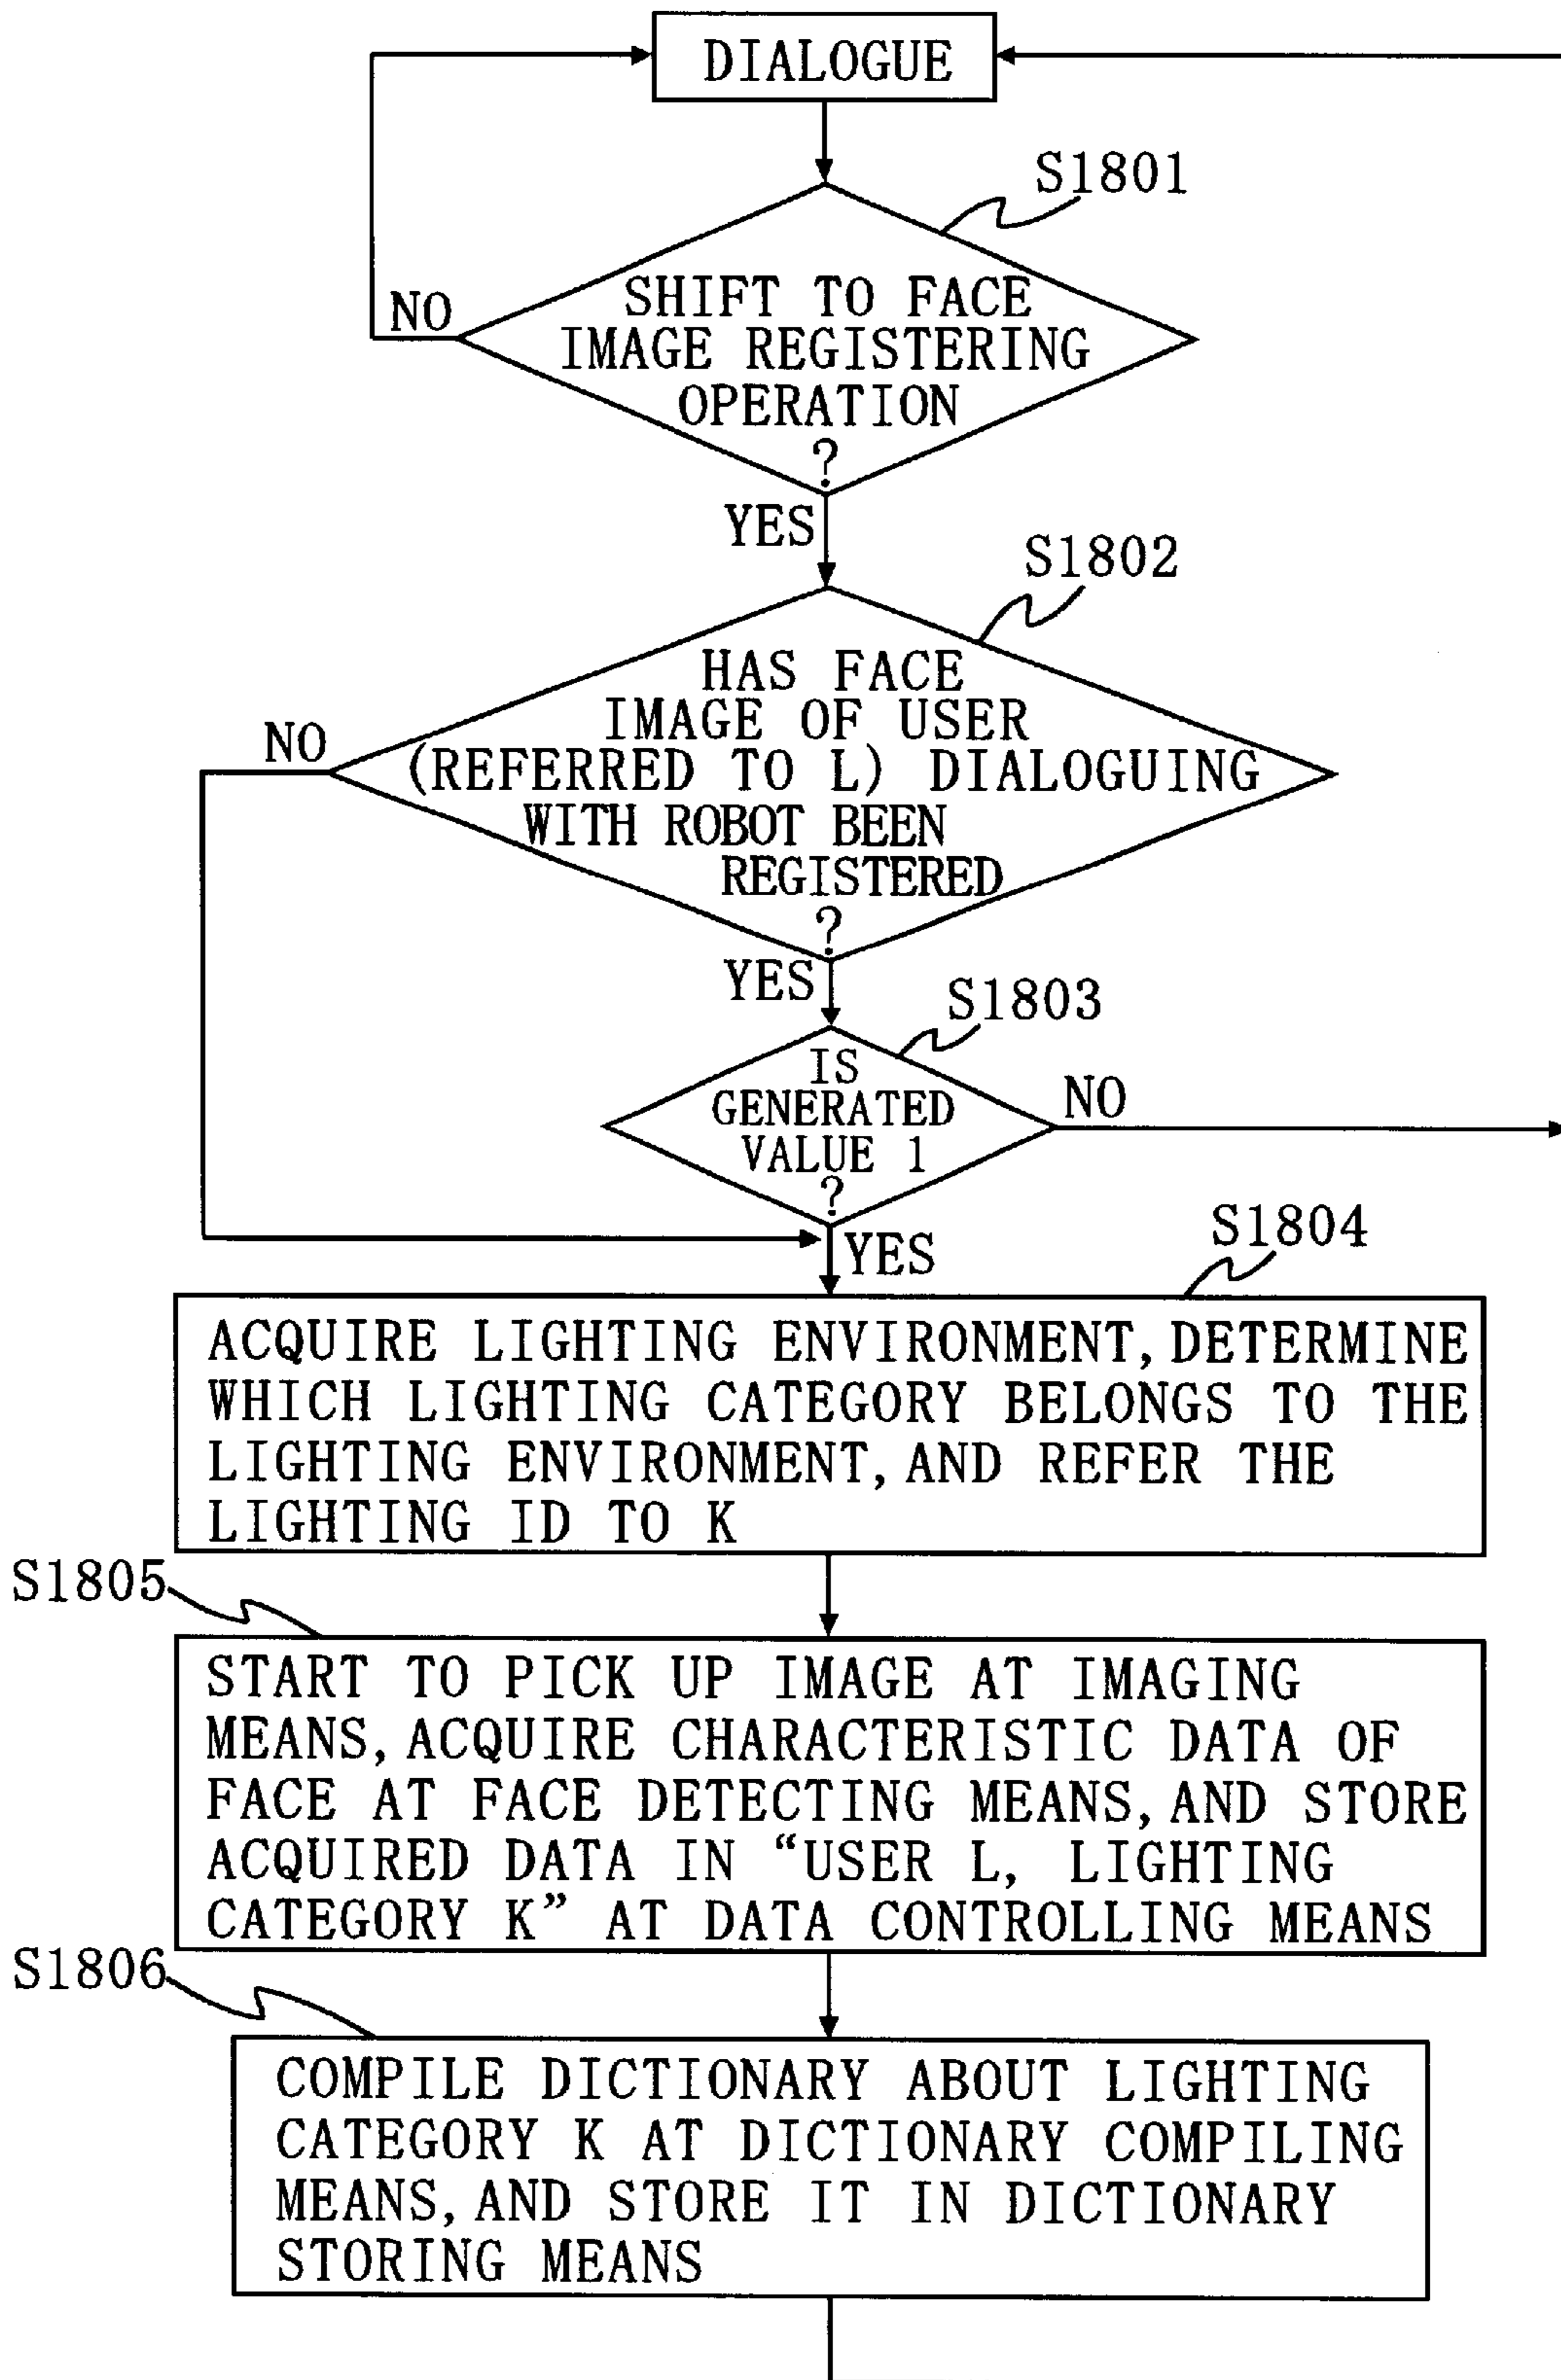 DIALOGUE
S1801
SHIFT TO FACE
IMAGE REGISTERING
OPERATION
?
NO
YES
S1802
HAS FACE
IMAGE OF USER
(REFERRED TO L) DIALOGUING
WITH ROBOT BEEN
REGISTERED
?
NO
YES
S1803
IS
GENERATED
VALUE 1
?
NO
YES
S1804
ACQUIRE LIGHTING ENVIRONMENT, DETERMINE
WHICH LIGHTING CATEGORY BELONGS TO THE
LIGHTING ENVIRONMENT, AND REFER THE
LIGHTING ID TO K
S1805
START TO PICK UP IMAGE AT IMAGING
MEANS, ACQUIRE CHARACTERISTIC DATA OF
FACE AT FACE DETECTING MEANS, AND STORE
ACQUIRED DATA IN “USER L, LIGHTING
CATEGORY K” AT DATA CONTROLLING MEANS
S1806
COMPILE DICTIONARY ABOUT LIGHTING
CATEGORY K AT DICTIONARY COMPILING
MEANS, AND STORE IT IN DICTIONARY
STORING MEANS